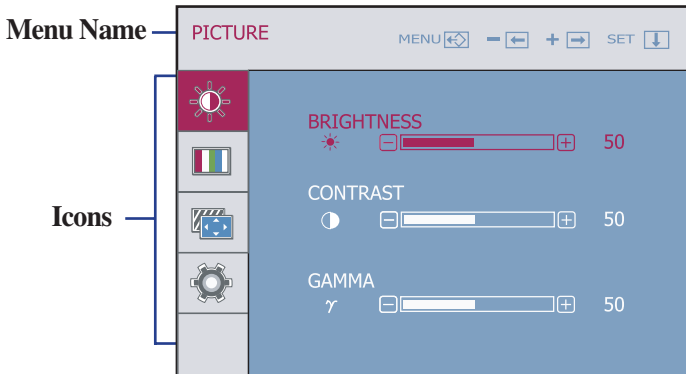 Menu Name
PICTURE MENU - + SET
BRIGHTNESS
50
CONTRAST
50
Icons
GAMMA
γ 50